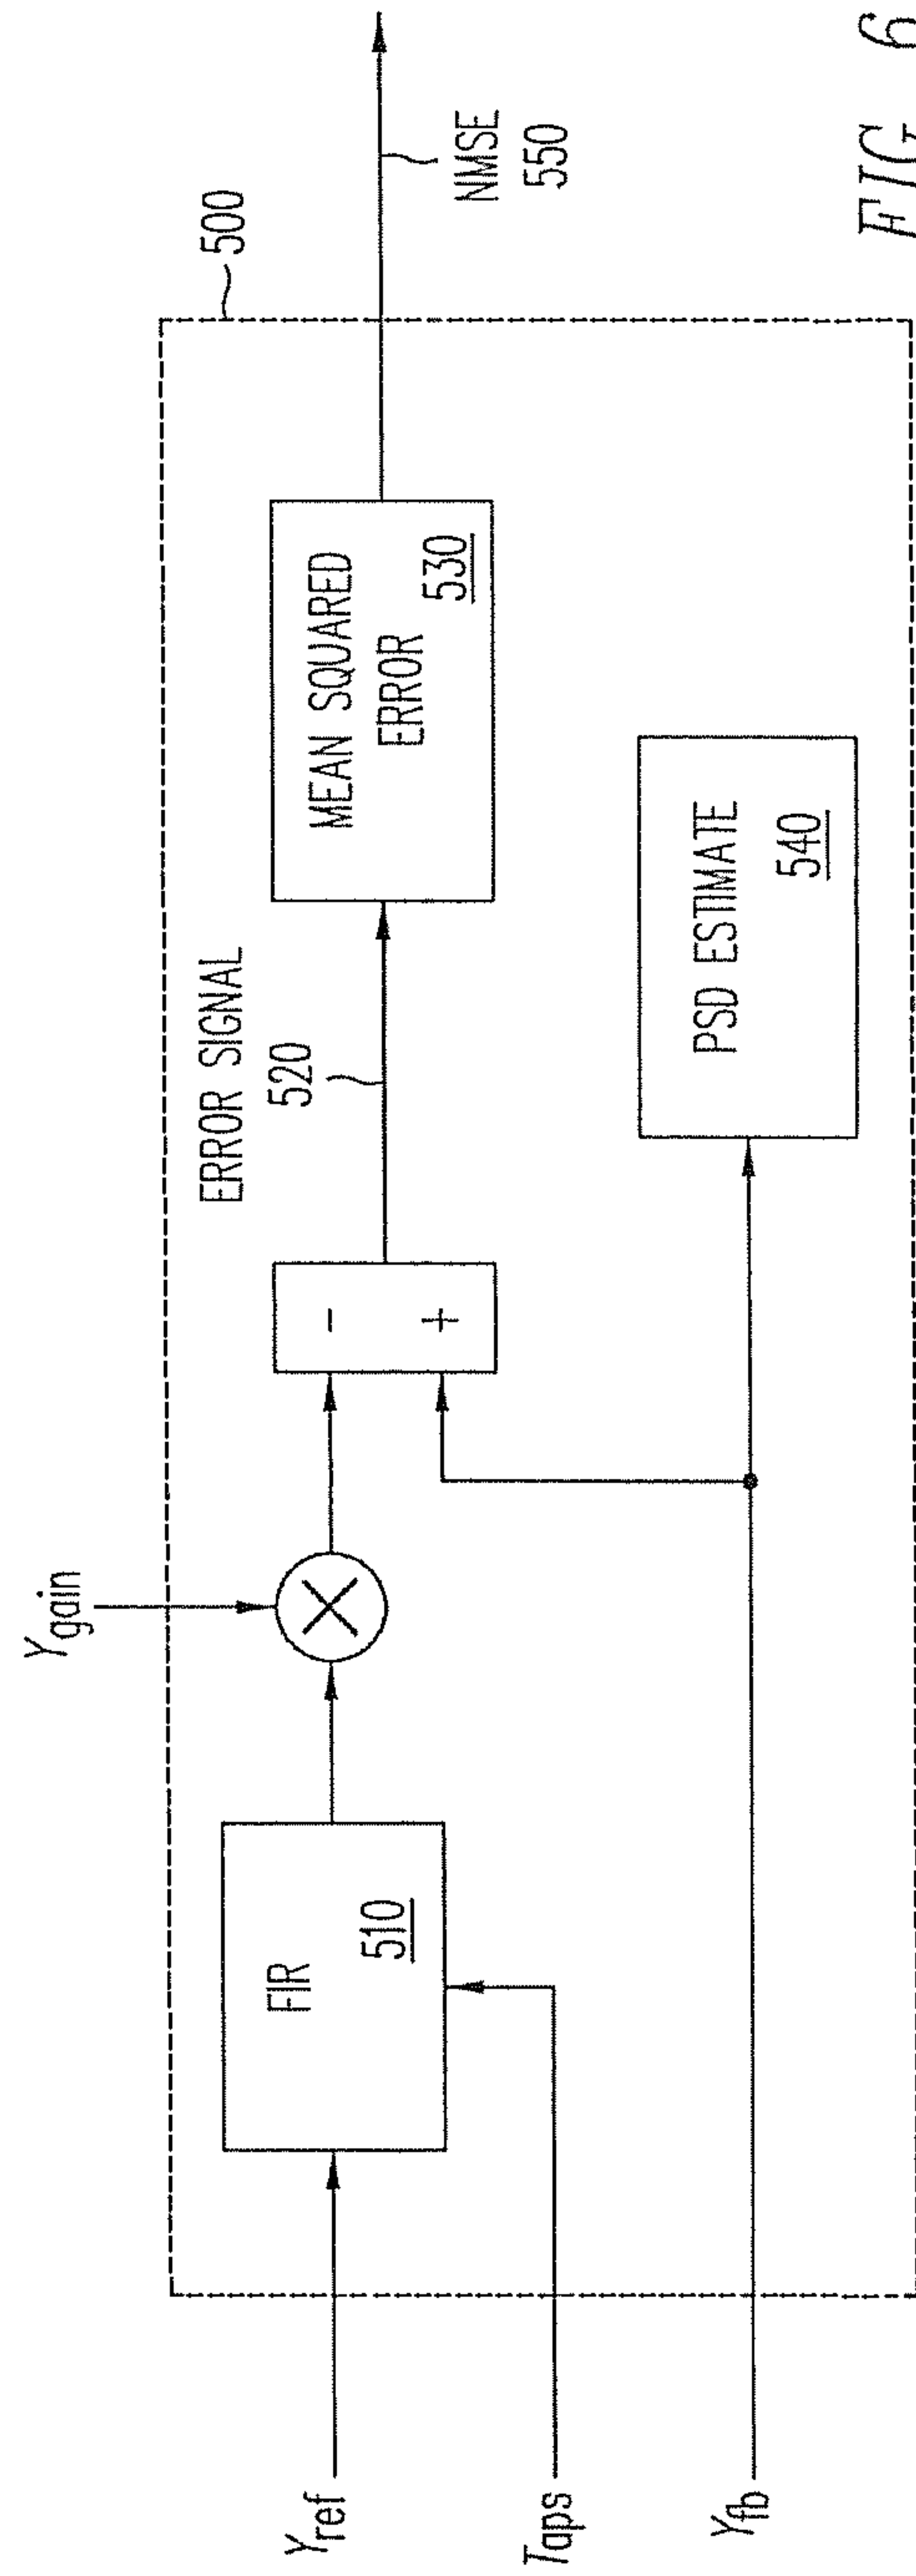 Ygain
500
ERROR SIGNAL
520
NMSE
550
Yref
FIR
510
-
+
MEAN SQUARED
ERROR
530
Taps
Yfb
PSD ESTIMATE
540
FIG. 6